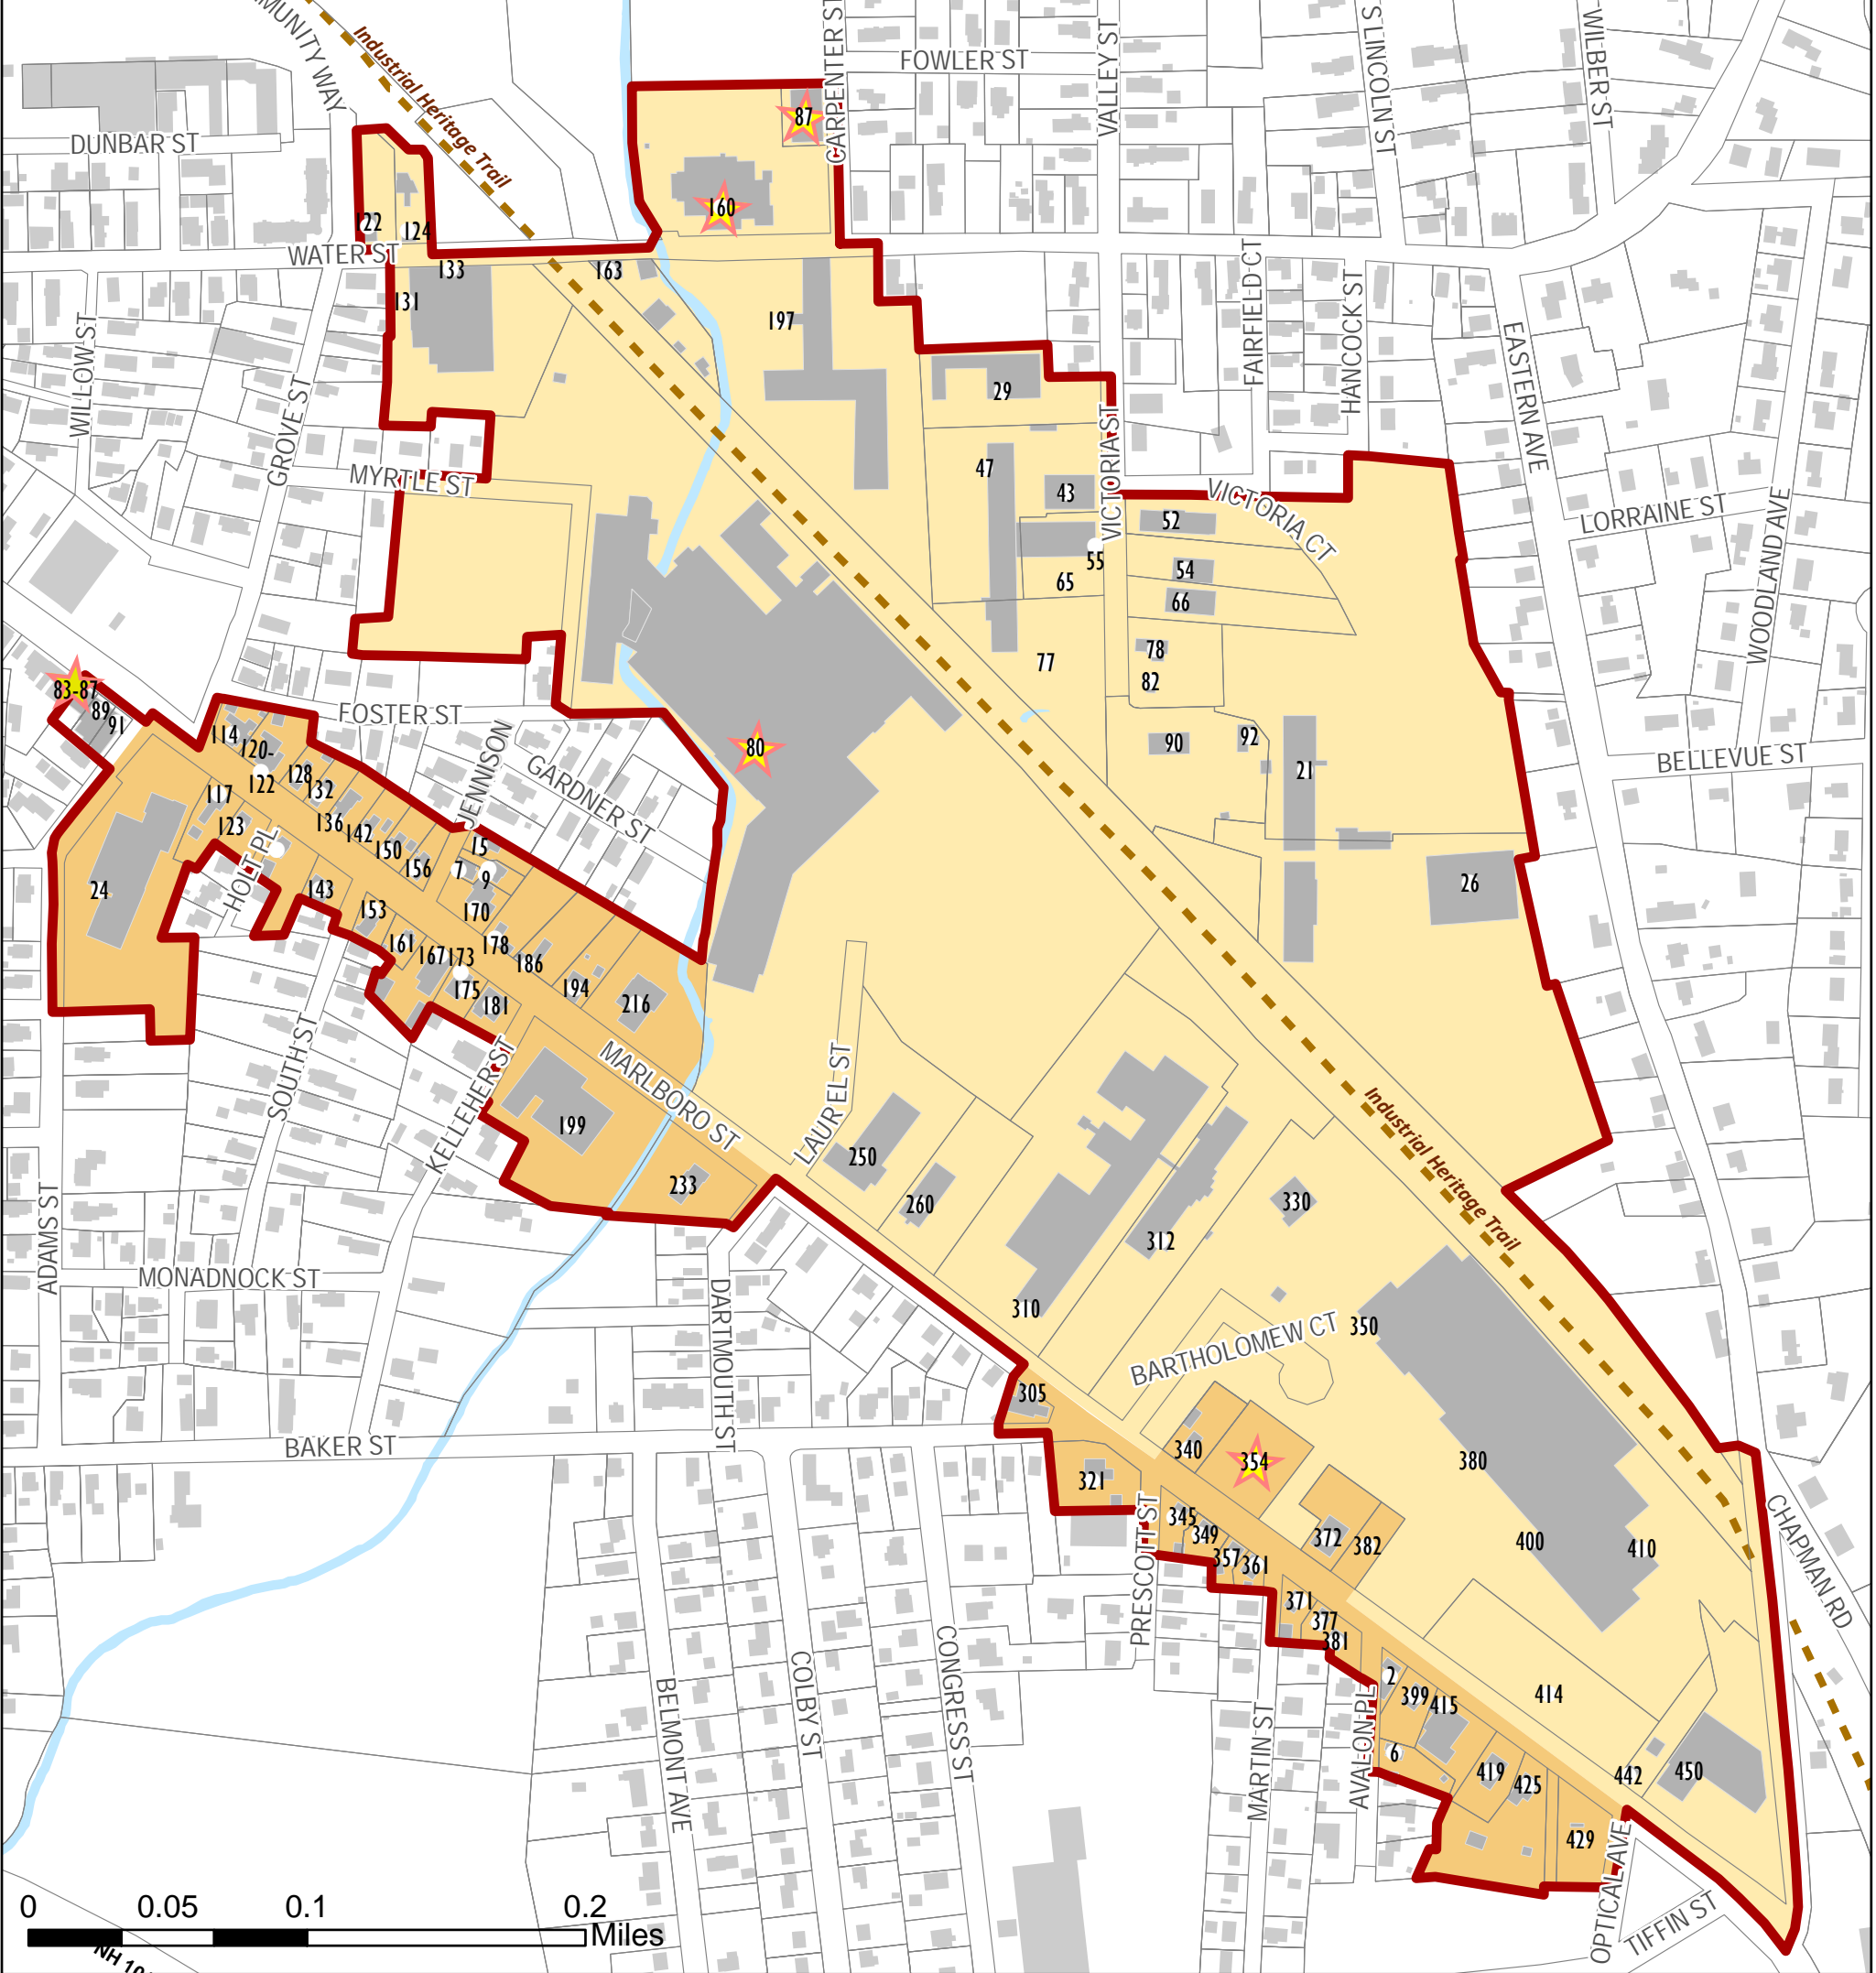 MUNITY WAY
Industrial Heritage Trail
CARPENTER ST
FOWLER ST
VALLEY ST
S LINCOLN ST
WILBER ST
87
DUNBAR ST
160
122
124
WATER ST
133
163
131
197
FAIRFIELD CT
HANCOCK ST
WILLOW ST
29
EASTERN AVE
GROVE ST
VICTORIA ST
47
MYRTLE ST
43
VICTORIA CT
52
LORRAINE ST
WOODLAND AVE
55
54
65
66
78
77
82
83-87
89
91
FOSTER ST
114
120-
122
JENNISON
80
90
92
21
BELLEVUE ST
128
132
GARDNER ST
117
123
136
142
150
156
15
7
9
HOLT PL
24
143
153
170
26
161
167
173
178
186
175
181
194
216
SOUTH ST
KELLEHER ST
MARLBORO ST
LAUREL ST
199
250
233
260
Industrial Heritage Trail
330
312
ADAMS ST
MONADNOCK ST
DARTMOUTH ST
310
BARTHOLOMEW CT
350
305
BAKER ST
340
354
380
321
345
349
357
361
372
382
400
410
CHAPMAN RD
PRESCOTT ST
371
377
381
BELMONT AVE
COLBY ST
CONGRESS ST
2
399
415
414
MARTIN ST
AVALON PL
6
419
425
442
450
429
OPTICAL AVE
TIFFIN ST
0
0.05
0.1
0.2
Miles
NH 10